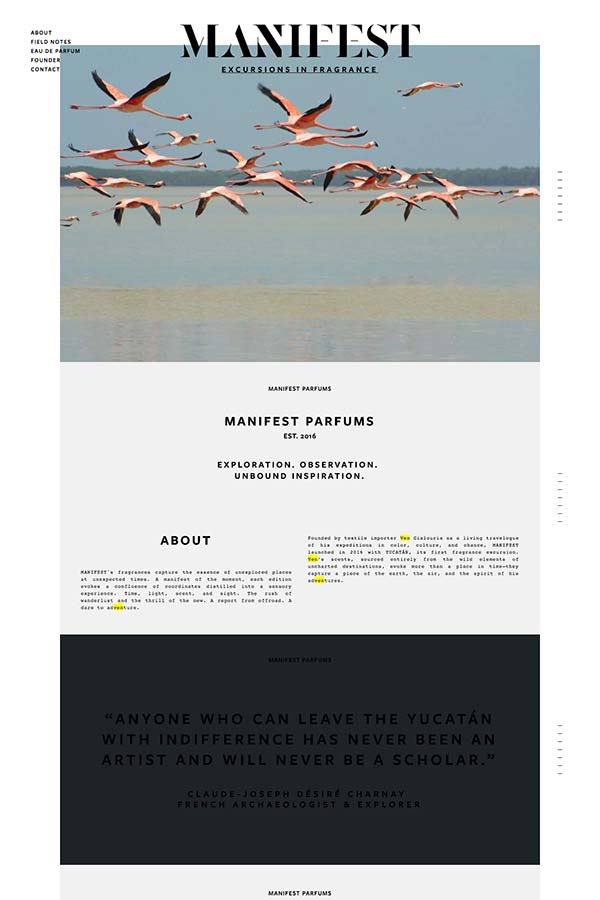 ABOUT
FIELD NOTES
EAU DE PARFUM
FOUNDER
CONTACT
MANIFEST
EXCURSIONS IN FRAGRANCE
MANIFEST PARFUMS
MANIFEST PARFUMS
EST. 2016
EXPLORATION. OBSERVATION.
UNBOUND INSPIRATION.
ABOUT
MANIFEST's fragrances capture the essence of unexplored places
at unexpected times. A manifest of the moment, each edition
evokes a confluence of coordinates distilled into a sensory
experience. Time, light, scent, and sight. The rush of
wanderlust and the thrill of the new. A report from offroad. A
dare to adventure.
Founded by textile importer Ven Gialouris as a living travelogue
of his expeditions in color, culture, and chance, MANIFEST
launched in 2016 with YUCATÁN, its first fragrance excursion.
Ven's scents, sourced entirely from the wild elements of
uncharted destinations, evoke more than a place in time—they
capture a piece of the earth, the air, and the spirit of his
adventures.
MANIFEST PARFUMS
“ANYONE WHO CAN LEAVE THE YUCATÁN
WITH INDIFFERENCE HAS NEVER BEEN AN
ARTIST AND WILL NEVER BE A SCHOLAR.”
CLAUDE-JOSEPH DÉSIRÉ CHARNAY
FRENCH ARCHAEOLOGIST & EXPLORER
MANIFEST PARFUMS